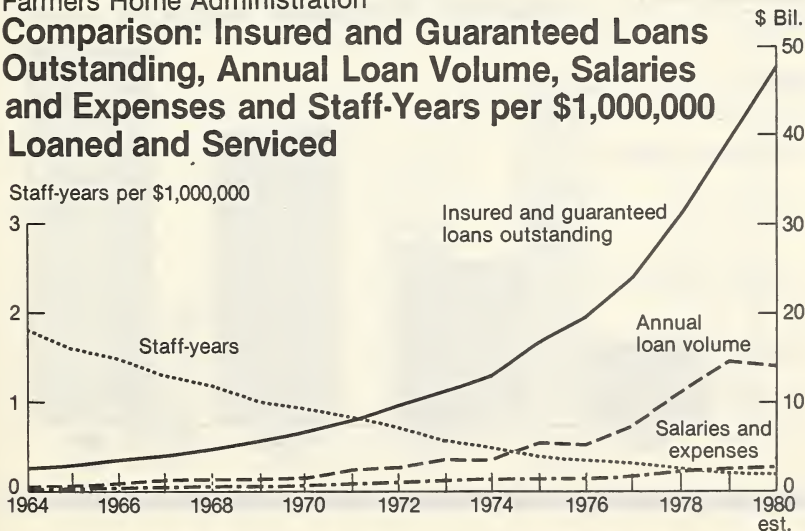 Farmers Home Administration
Comparison: Insured and Guaranteed Loans
Outstanding, Annual Loan Volume, Salaries
and Expenses and Staff-Years per $1,000,000
Loaned and Serviced
$ Bil.
Staff-years per $1,000,000
3
2
1
0
50
40
30
20
10
0
Insured and guaranteed
loans outstanding
Staff-years
Annual
loan volume
Salaries and
expenses
1964 1966 1968 1970 1972 1974 1976 1978 1980
est.